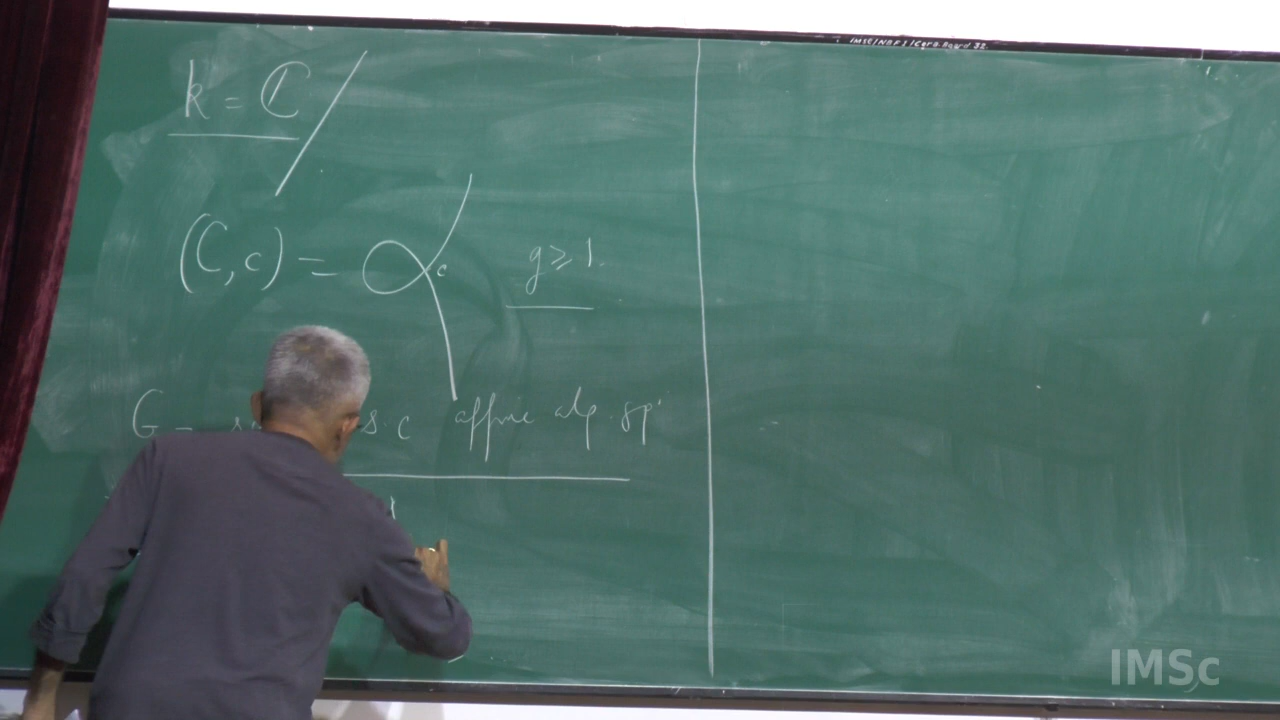 k = ℂ
(C, c) = c g ⩾ 1.
G – s.c affine alg. gp.
IMSc